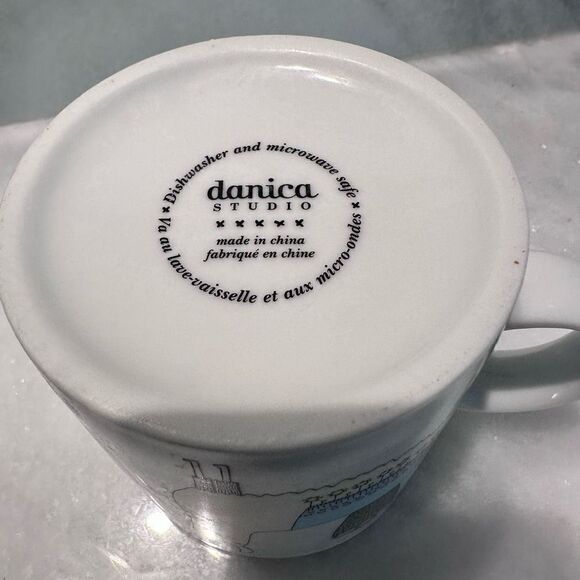 Dishwasher and microwave safe
danica
STUDIO
made in china
fabriqué en chine
Va au lave-vaisselle et aux micro-ondes